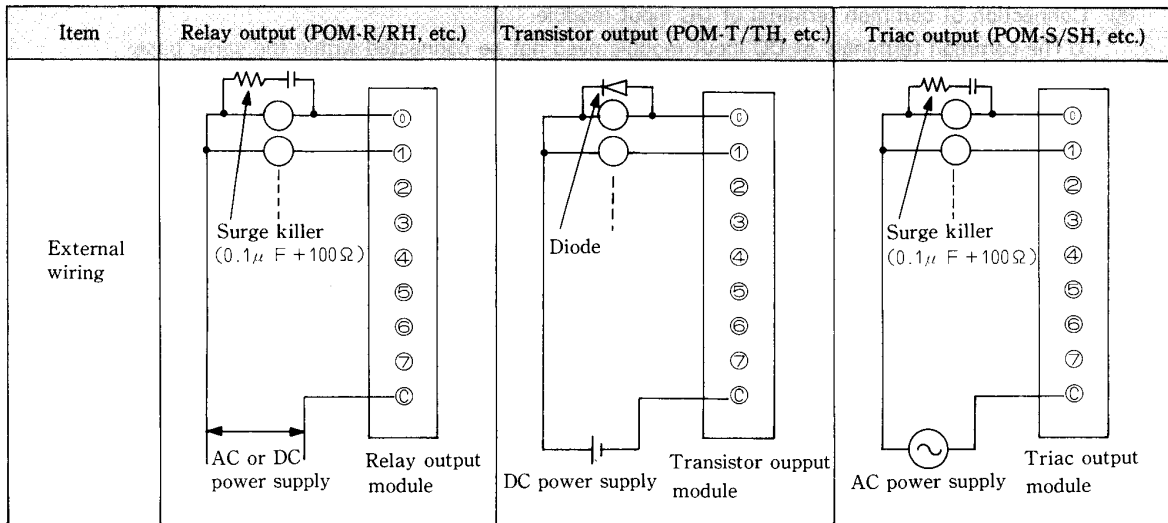 Item
Relay output (POM-R/RH, etc.)
Transistor output (POM-T/TH, etc.)
Triac output (POM-S/SH, etc.)
External
wiring
⓪
①
②
③
④
⑤
⑥
⑦
Ⓒ
Surge killer
(0.1μ F +100Ω)
AC or DC
power supply
Relay output
module
⓪
①
②
③
④
⑤
⑥
⑦
Ⓒ
Diode
DC power supply
Transistor oupput
module
⓪
①
②
③
④
⑤
⑥
⑦
Ⓒ
Surge killer
(0.1μ F +100Ω)
AC power supply
Triac output
module